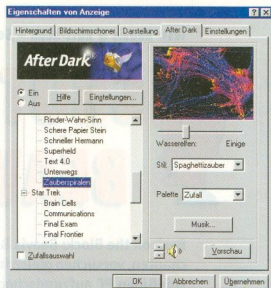 Eigenschaften von Anzeige
Hintergrund Bildschirmschoner Darstellung After Dark Einstellungen
After Dark
Ein
Aus
Hilfe
Einstellungen...
Rinder-Wahn-Sinn
Schere Papier Stein
Schneller Hermann
Superheld
Text 4.0
Unterwegs
Zauberspiralen
Star Trek
Brain Cells
Communications
Final Exam
Final Frontier
Zufallsauswahl
Wasserelfen: Einige
Stil: Spaghettizauber
Palette Zufall
Musik...
Vorschau
OK Abbrechen Übernehmen